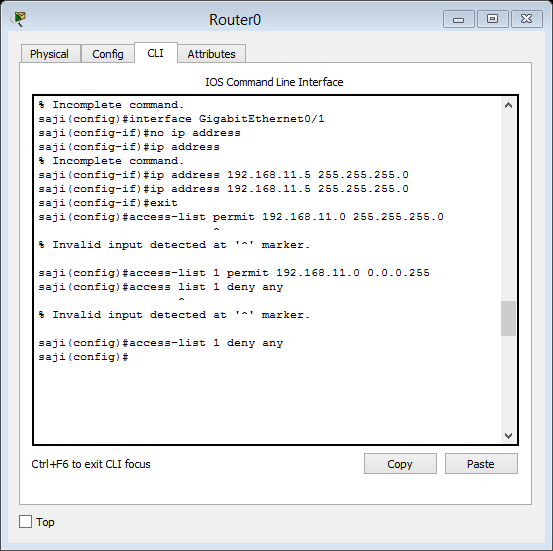 Router0
Physical Config CLI Attributes
IOS Command Line Interface
% Incomplete command.
saji(config)#interface GigabitEthernet0/1
saji(config-if)#no ip address
saji(config-if)#ip address
% Incomplete command.
saji(config-if)#ip address 192.168.11.5 255.255.255.0
saji(config-if)#ip address 192.168.11.5 255.255.255.0
saji(config-if)#exit
saji(config)#access-list permit 192.168.11.0 255.255.255.0
^
% Invalid input detected at '^' marker.
saji(config)#access-list 1 permit 192.168.11.0 0.0.0.255
saji(config)#access list 1 deny any
^
% Invalid input detected at '^' marker.
saji(config)#access-list 1 deny any
saji(config)#
Ctrl+F6 to exit CLI focus
Copy Paste
Top